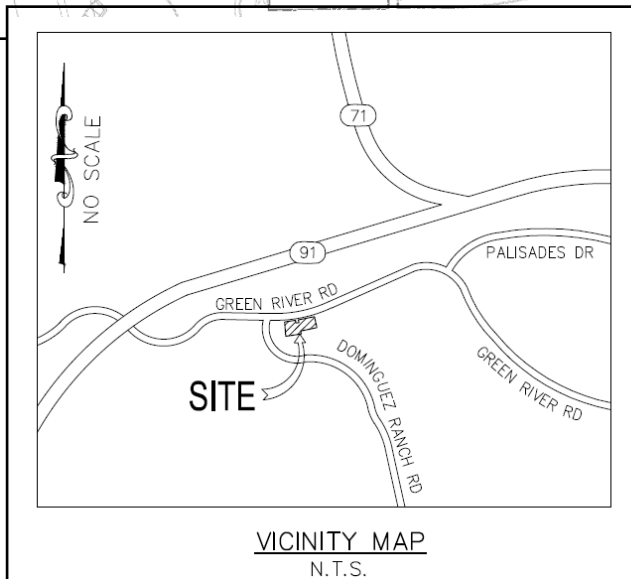 NO SCALE
71
91
PALISADES DR
GREEN RIVER RD
GREEN RIVER RD
DOMINGUEZ RANCH RD
SITE
VICINITY MAP
N.T.S.